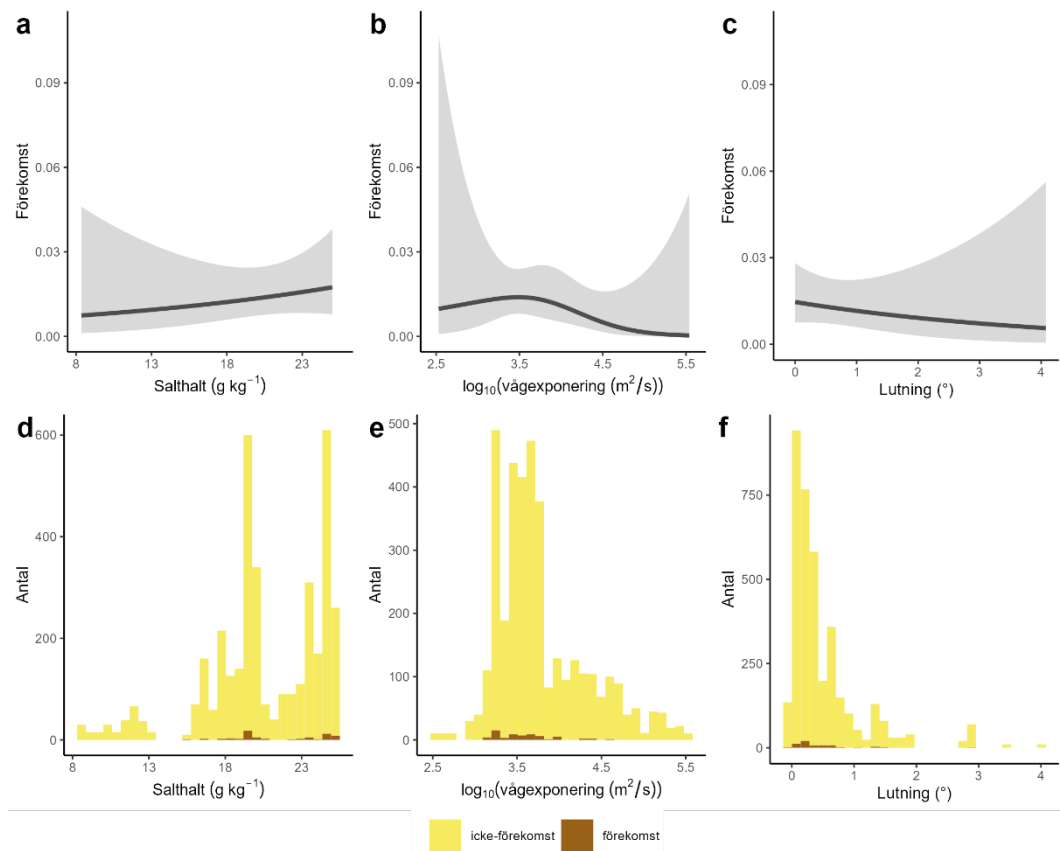 a
Förekomst
0.09
0.06
0.03
0.00
8 13 18 23
Salthalt (g kg⁻¹)
b
Förekomst
0.09
0.06
0.03
0.00
2.5 3.5 4.5 5.5
log₁₀(vågexponering (m²/s))
c
Förekomst
0.09
0.06
0.03
0.00
0 1 2 3 4
Lutning (°)
d
Antal
600
400
200
0
8 13 18 23
Salthalt (g kg⁻¹)
e
Antal
500
400
300
200
100
0
2.5 3.5 4.5 5.5
log₁₀(vågexponering (m²/s))
f
Antal
750
500
250
0
0 1 2 3 4
Lutning (°)
icke-förekomst förekomst